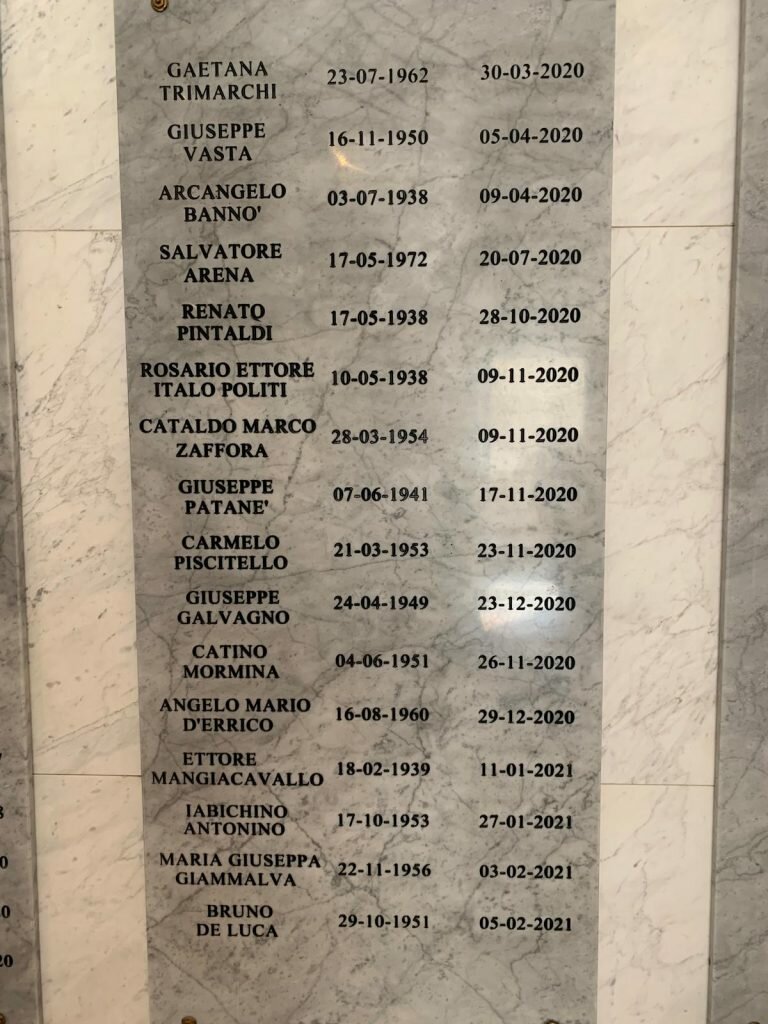 GAETANA
TRIMARCHI 23-07-1962 30-03-2020
GIUSEPPE
VASTA 16-11-1950 05-04-2020
ARCANGELO
BANNO' 03-07-1938 09-04-2020
SALVATORE
ARENA 17-05-1972 20-07-2020
RENATO
PINTALDI 17-05-1938 28-10-2020
ROSARIO ETTORE
ITALO POLITI 10-05-1938 09-11-2020
CATALDO MARCO
ZAFFORA 28-03-1954 09-11-2020
GIUSEPPE
PATANE' 07-06-1941 17-11-2020
CARMELO
PISCITELLO 21-03-1953 23-11-2020
GIUSEPPE
GALVAGNO 24-04-1949 23-12-2020
CATINO
MORMINA 04-06-1951 26-11-2020
ANGELO MARIO
D'ERRICO 16-08-1960 29-12-2020
ETTORE
MANGIACAVALLO 18-02-1939 11-01-2021
IABICHINO
ANTONINO 17-10-1953 27-01-2021
MARIA GIUSEPPA
GIAMMALVA 22-11-1956 03-02-2021
BRUNO
DE LUCA 29-10-1951 05-02-2021